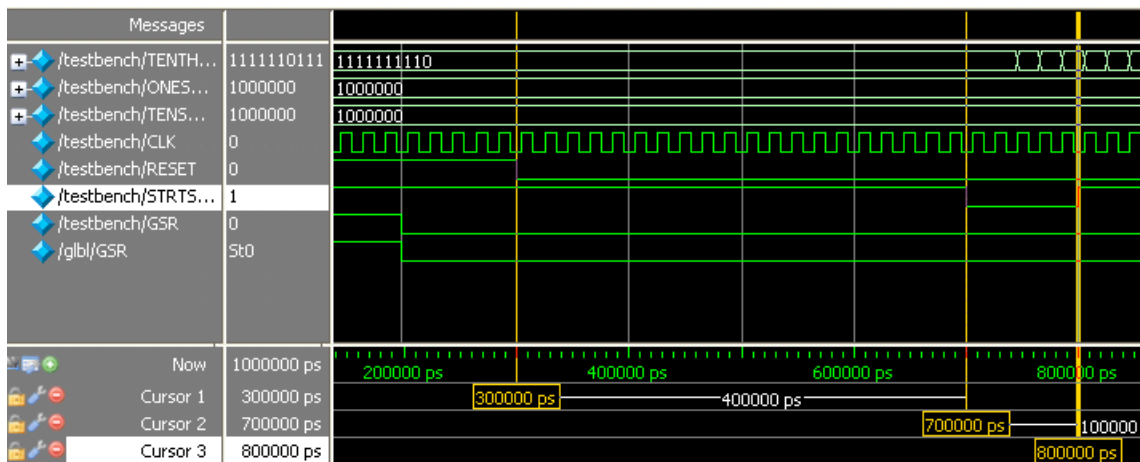 Messages
/testbench/TENTH... 1111110111 1111111110
/testbench/ONES... 1000000 1000000
/testbench/TENS... 1000000 1000000
/testbench/CLK 0
/testbench/RESET 0
/testbench/STRTS... 1
/testbench/GSR 0
/glbl/GSR St0
Now 1000000 ps 200000 ps 400000 ps 600000 ps 800000 ps
Cursor 1 300000 ps 300000 ps 400000 ps
Cursor 2 700000 ps 700000 ps 100000
Cursor 3 800000 ps 800000 ps